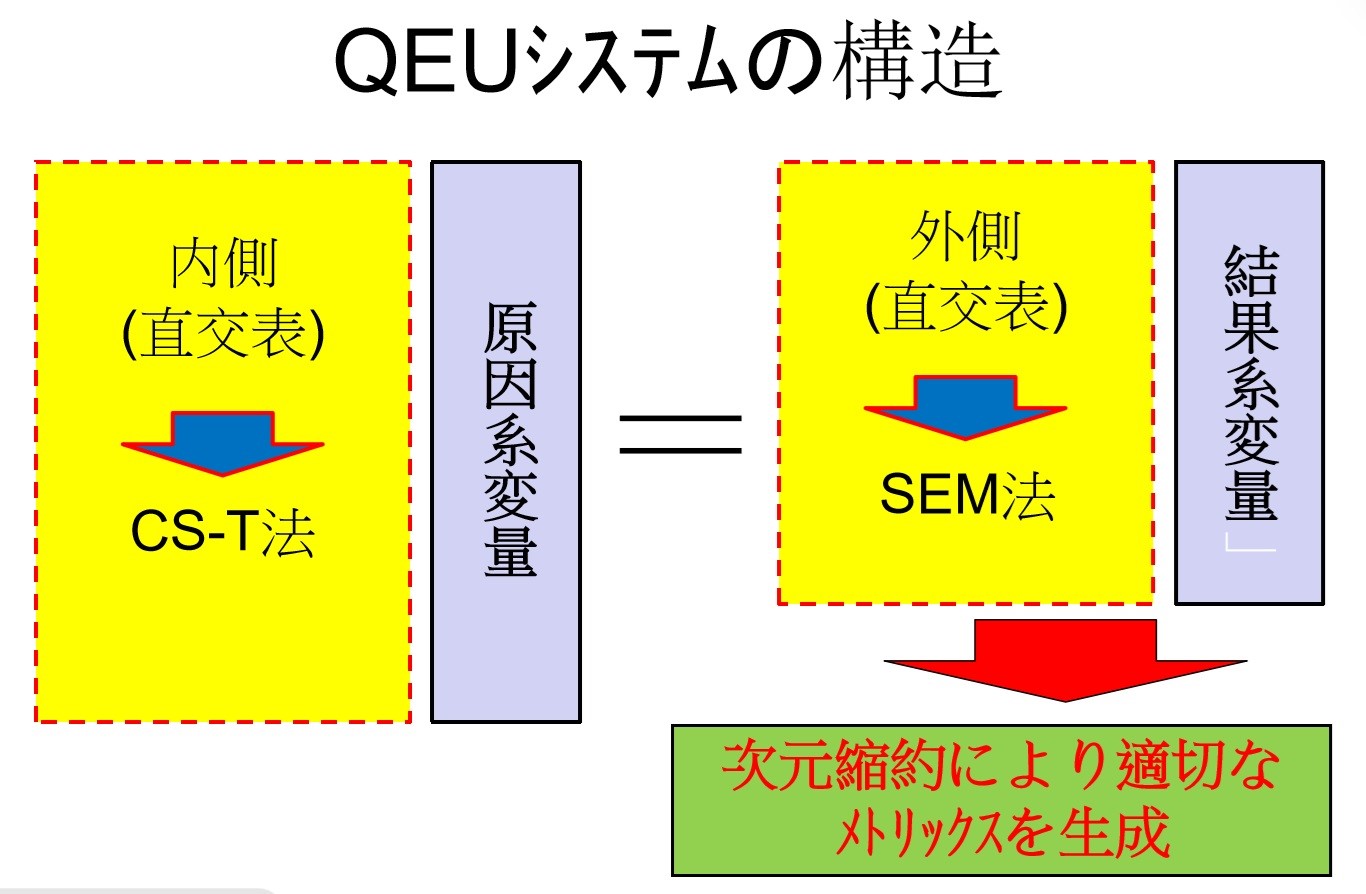 QEUシステムの構造
内側
(直交表)
CS-T法
原因系変量
外側
(直交表)
SEM法
結果系変量」
次元縮約により適切な
メトリックスを生成